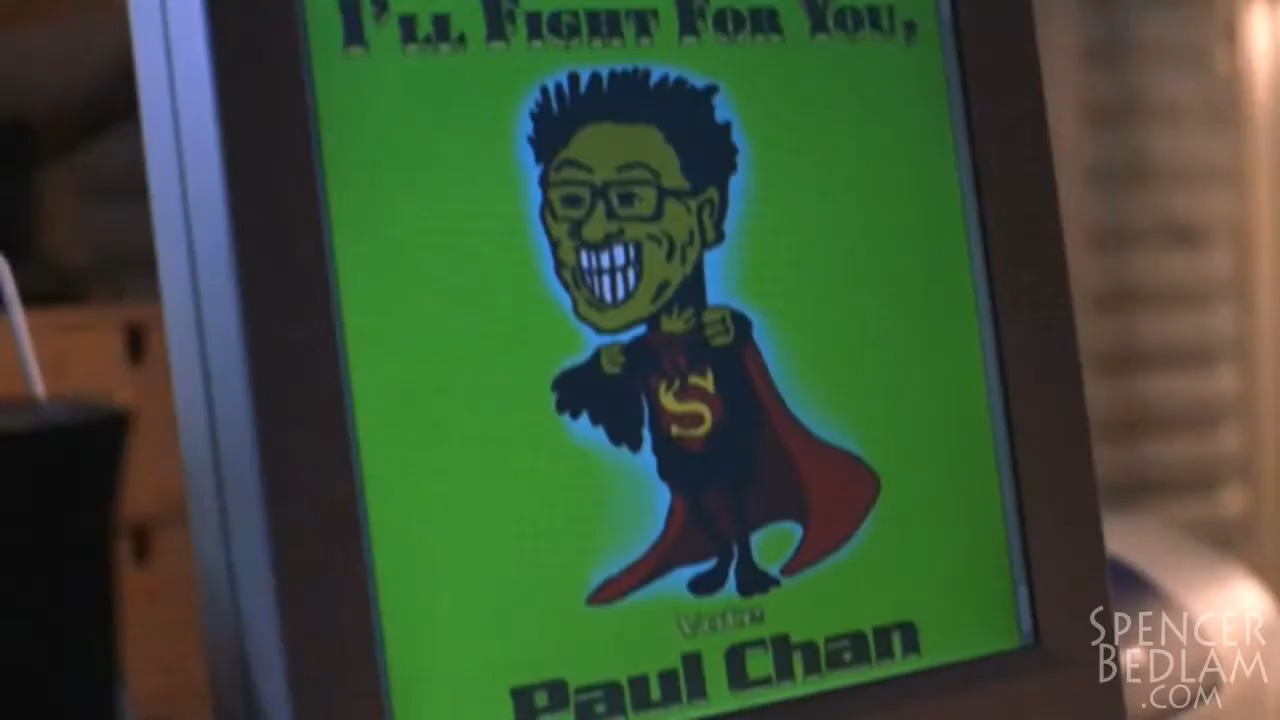 I'LL FIGHT FOR YOU,
S
Vote
Paul Chan
SPENCER
BEDLAM
.COM